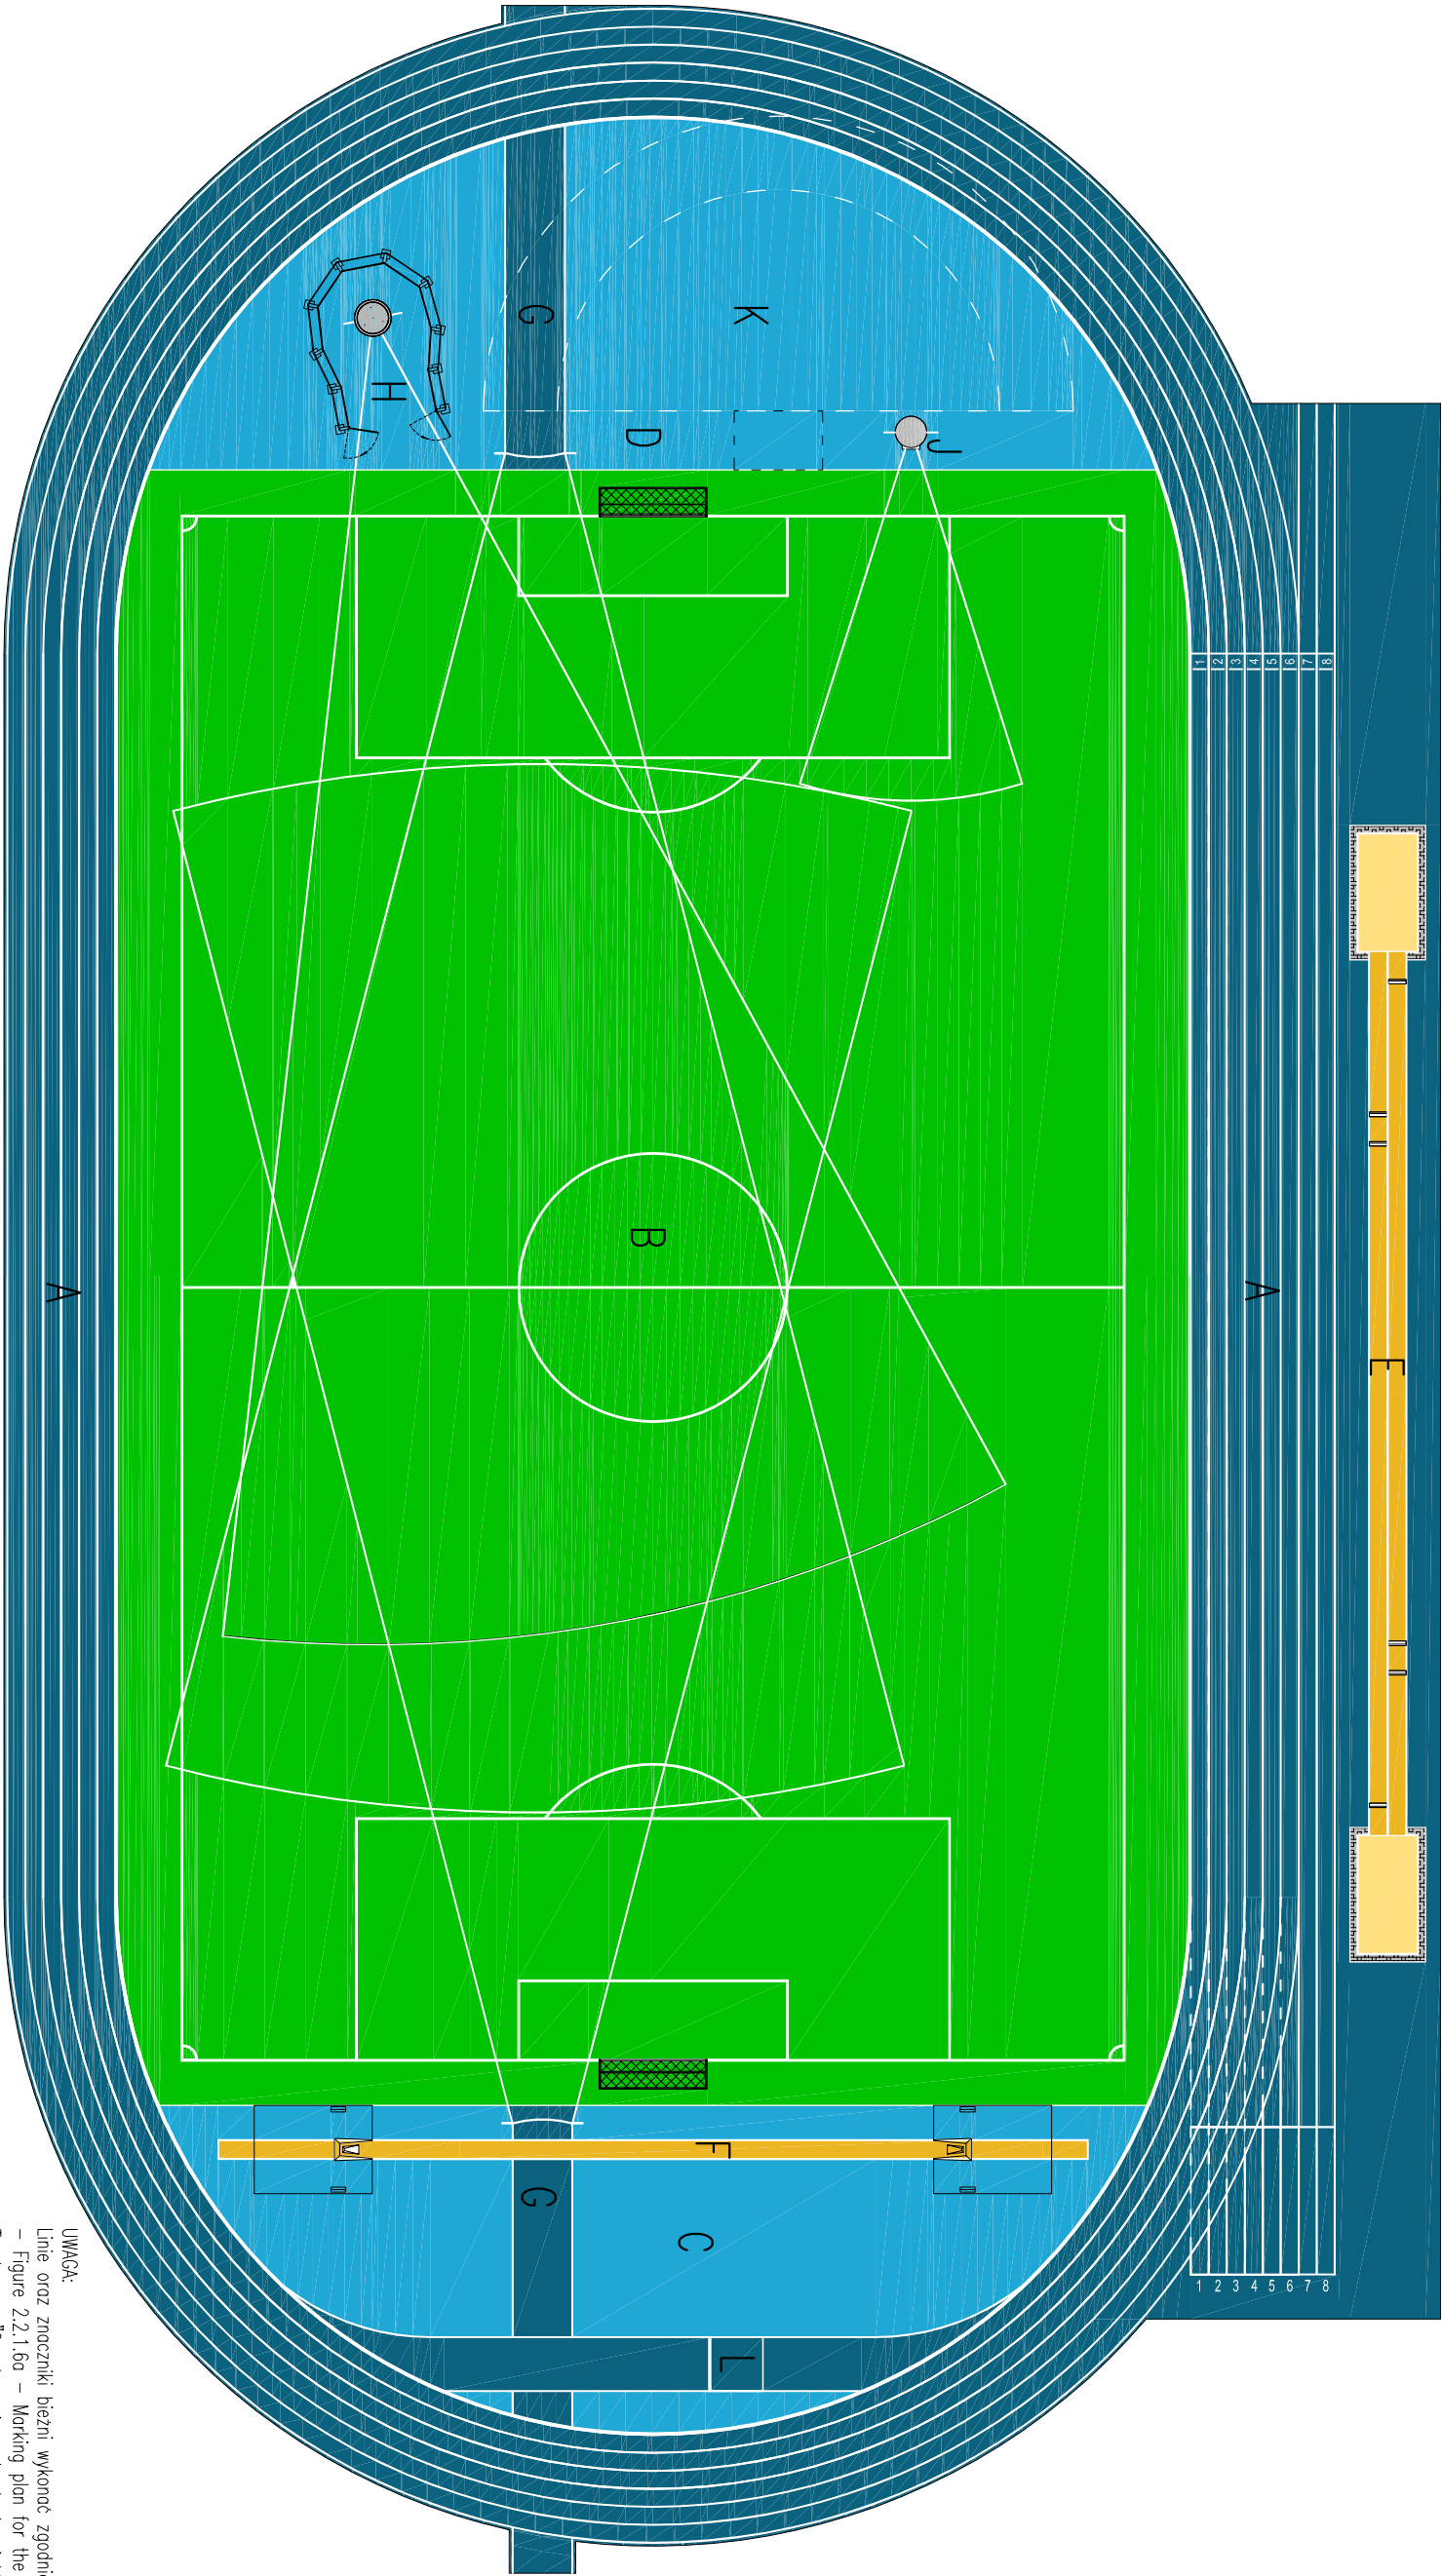 K
G
H
D
J
1 2 3 4 5 6 7 8
B
A
A
E
F
G
C
1 2 3 4 5 6 7 8
L
UWAGA:
Linie oraz znaczniki bieżni wykonać
– Figure 2.2.1.6a – Marking plan for the